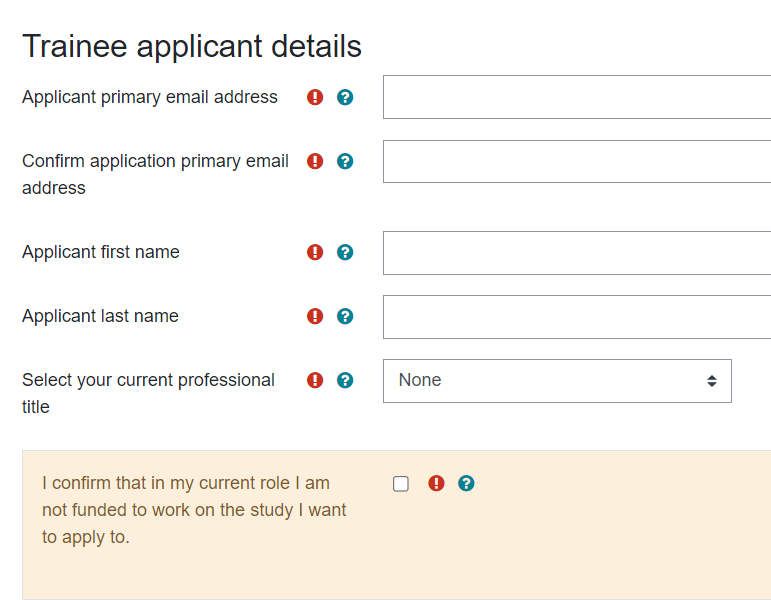 Trainee applicant details
Applicant primary email address
Confirm application primary email
address
Applicant first name
Applicant last name
Select your current professional
title
None
I confirm that in my current role I am
not funded to work on the study I want
to apply to.